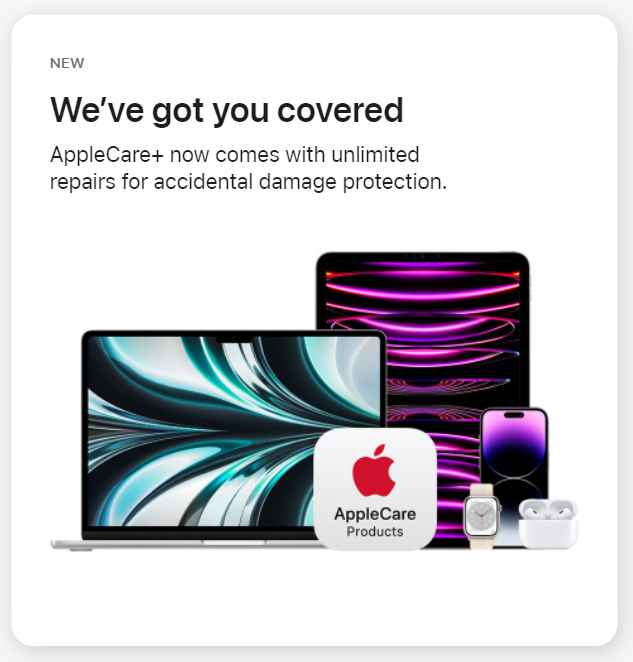 NEW
We’ve got you covered
AppleCare+ now comes with unlimited
repairs for accidental damage protection.
AppleCare
Products